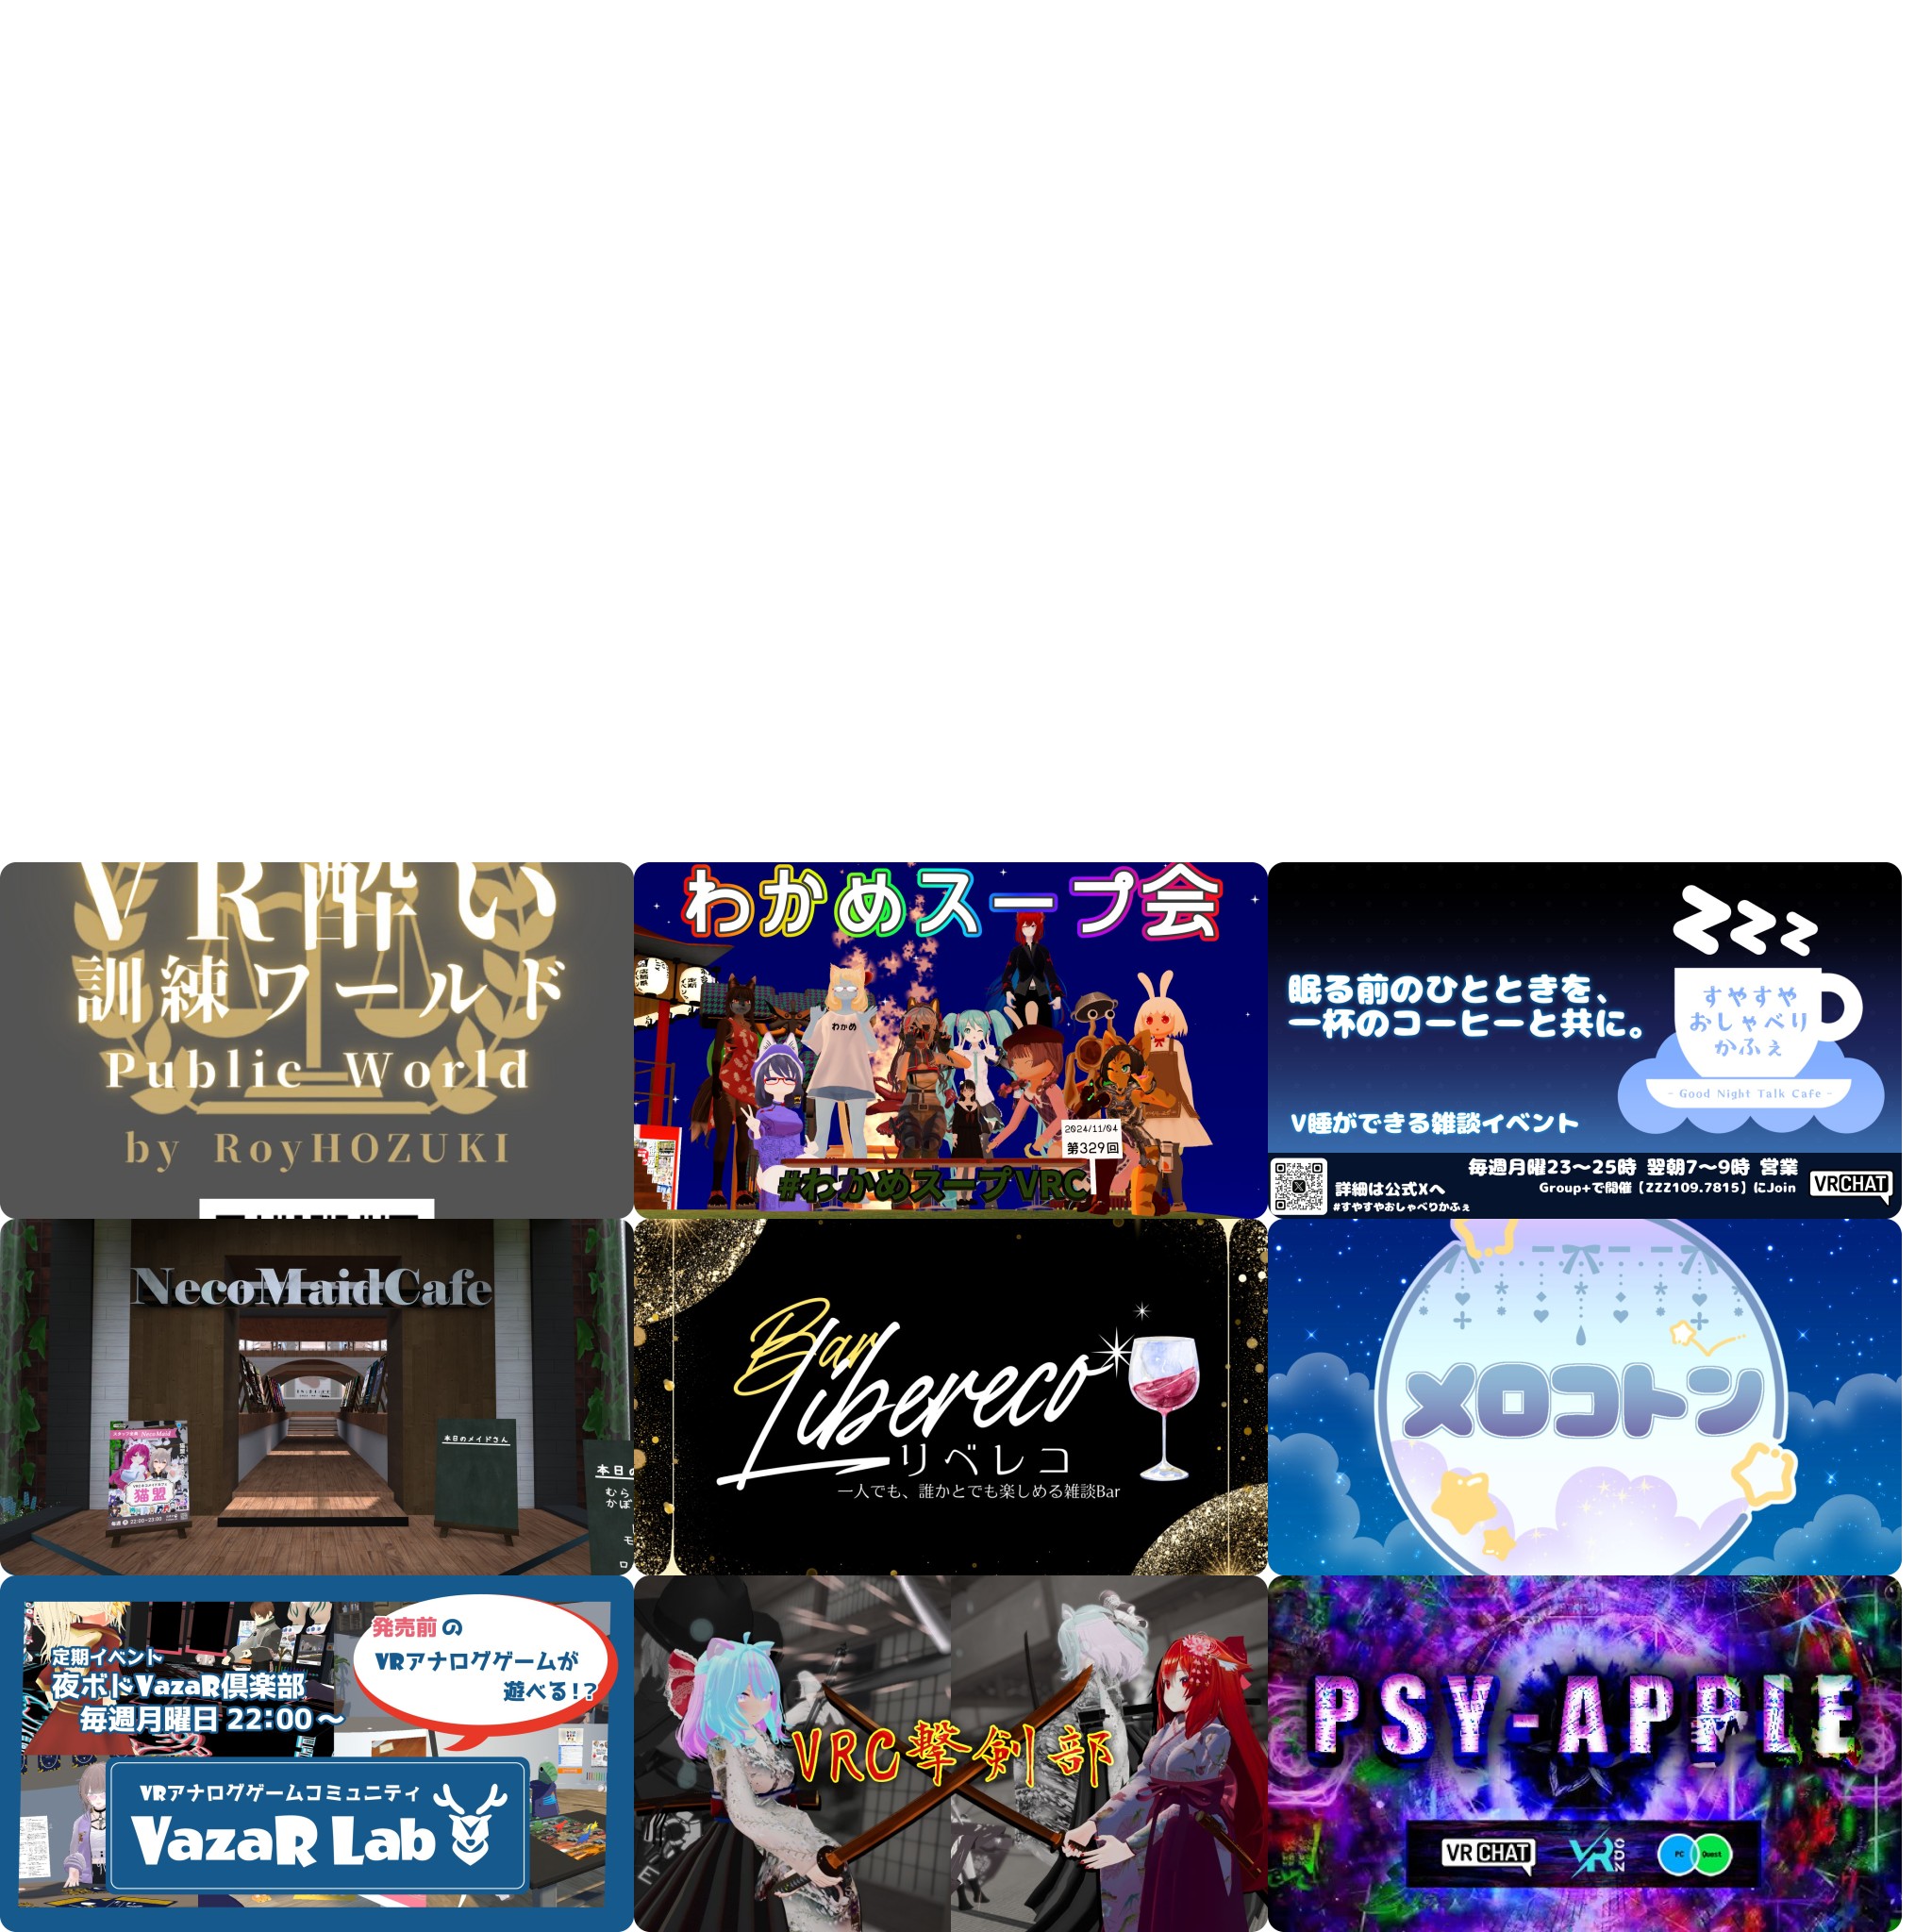 VR酔い
訓練ワールド
Public World
by RoyHOZUKI
わかめスープ会
わかめ
2024/11/04
第329回
#わかめスープVRC
zzz
眠る前のひとときを、
一杯のコーヒーと共に。
すやすや
おしゃべり
かふぇ
- Good Night Talk Cafe -
V睡ができる雑談イベント
毎週月曜23～25時 翌朝7～9時 営業
Group+で開催【ZZZ109.7815】にJoin
詳細は公式Xへ
#すやすやおしゃべりかふぇ
VRCHAT
NecoMaidCafe
猫盟
22:00-23:00
本日のメイドさん
Bar
Libereco
リベレコ
一人でも、誰かとでも楽しめる雑談Bar
メロコトン
定期イベント
夜ボドVazaR倶楽部
毎週月曜日 22:00～
発売前の
VRアナログゲームが
遊べる!?
VRアナログゲームコミュニティ
VazaR Lab
VRC撃剣部
PSY-APPLE
VRCHAT
VR
PC
Quest